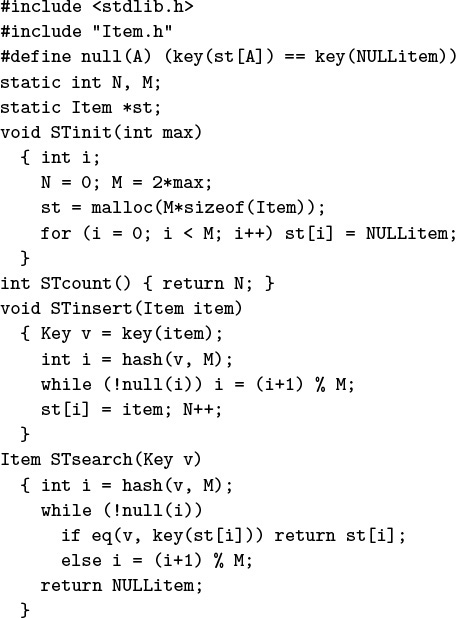 #include <stdlib.h>
#include "Item.h"
#define null(A) (key(st[A]) == key(NULLitem))
static int N, M;
static Item *st;
void STinit(int max)
  { int i;
    N = 0; M = 2*max;
    st = malloc(M*sizeof(Item));
    for (i = 0; i < M; i++) st[i] = NULLitem;
  }
int STcount() { return N; }
void STinsert(Item item)
  { Key v = key(item);
    int i = hash(v, M);
    while (!null(i)) i = (i+1) % M;
    st[i] = item; N++;
  }
Item STsearch(Key v)
  { int i = hash(v, M);
    while (!null(i))
      if eq(v, key(st[i])) return st[i];
      else i = (i+1) % M;
    return NULLitem;
  }